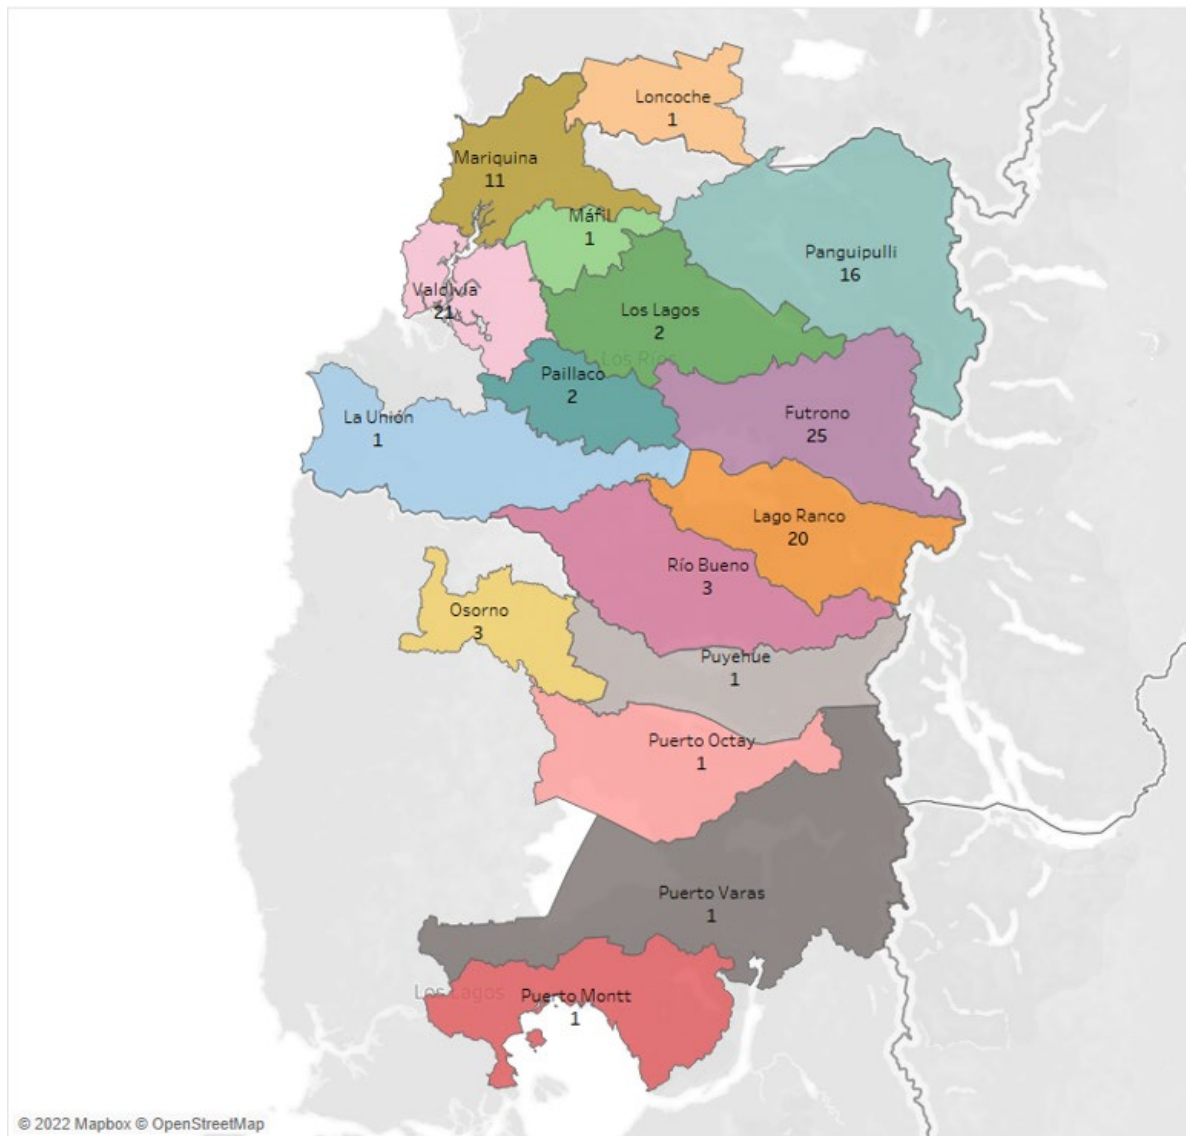 Loncoche
1
Mariquina
11
Máfil
1
Panguipulli
16
Valdivia
21
Los Lagos
2
Los Ríos
Paillaco
2
La Unión
1
Futrono
25
Lago Ranco
20
Río Bueno
3
Osorno
3
Puyehue
1
Puerto Octay
1
Puerto Varas
1
Los Lagos
Puerto Montt
1
© 2022 Mapbox © OpenStreetMap